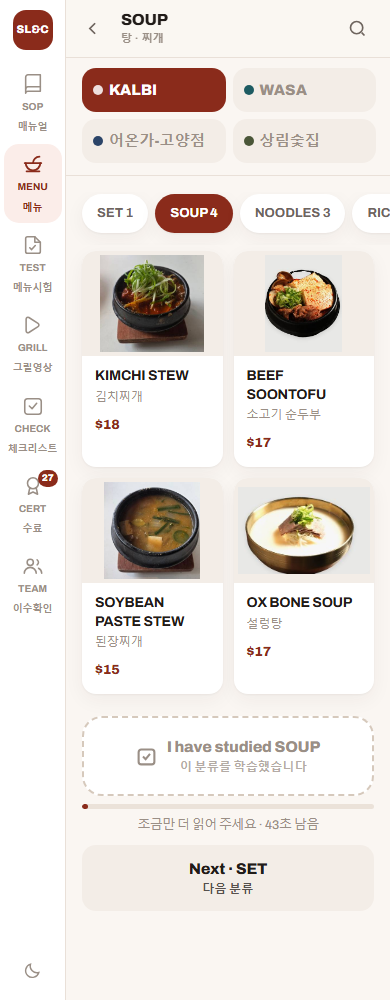 SL&C
SOP
매뉴얼
MENU
메뉴
TEST
메뉴시험
GRILL
그릴영상
CHECK
체크리스트
27
CERT
수료
TEAM
이수확인
SOUP
탕 · 찌개
KALBI
WASA
어온가-고양점
상림숯집
SET 1
SOUP 4
NOODLES 3
RIC
KIMCHI STEW
김치찌개
$18
BEEF
SOONTOFU
소고기 순두부
$17
SOYBEAN
PASTE STEW
된장찌개
$15
OX BONE SOUP
설렁탕
$17
I have studied SOUP
이 분류를 학습했습니다
조금만 더 읽어 주세요 · 43초 남음
Next · SET
다음 분류